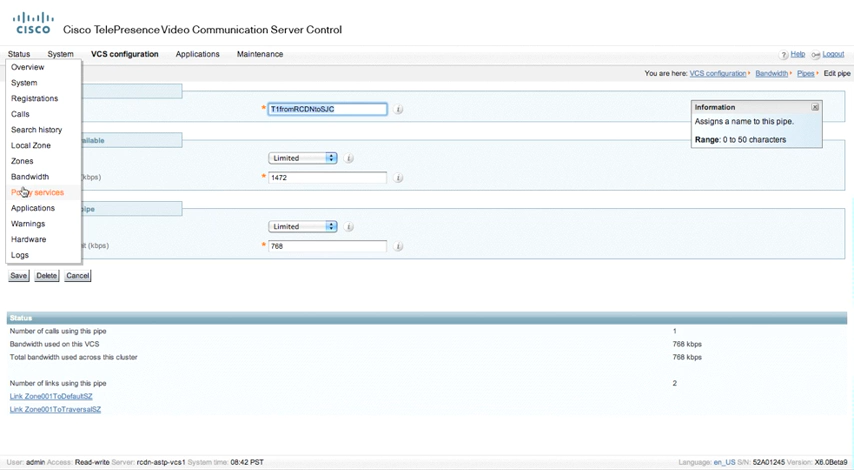 CISCO
Cisco TelePresence Video Communication Server Control
Status System VCS configuration Applications Maintenance Help Logout
You are here: VCS configuration Bandwidth Pipes Edit pipe
Overview
System
Registrations
Calls
Search history
Local Zone
Zones
Bandwidth
Policy services
Applications
Warnings
Hardware
Logs
* T1fromRCDNtoSJC i
Information
Assigns a name to this pipe.
Range: 0 to 50 characters
ailable
Limited i
(kbps) * 1472 i
pipe
Limited i
t (kbps) * 768 i
Save Delete Cancel
Status
Number of calls using this pipe 1
Bandwidth used on this VCS 768 kbps
Total bandwidth used across this cluster 768 kbps
Number of links using this pipe 2
Link Zone001ToDefaultSZ
Link Zone001ToTraversalSZ
User: admin Access: Read-write Server: rcdn-astp-vcs1 System time: 08:42 PST Language: en_US S/N: 52A01245 Version: X6.0Beta9